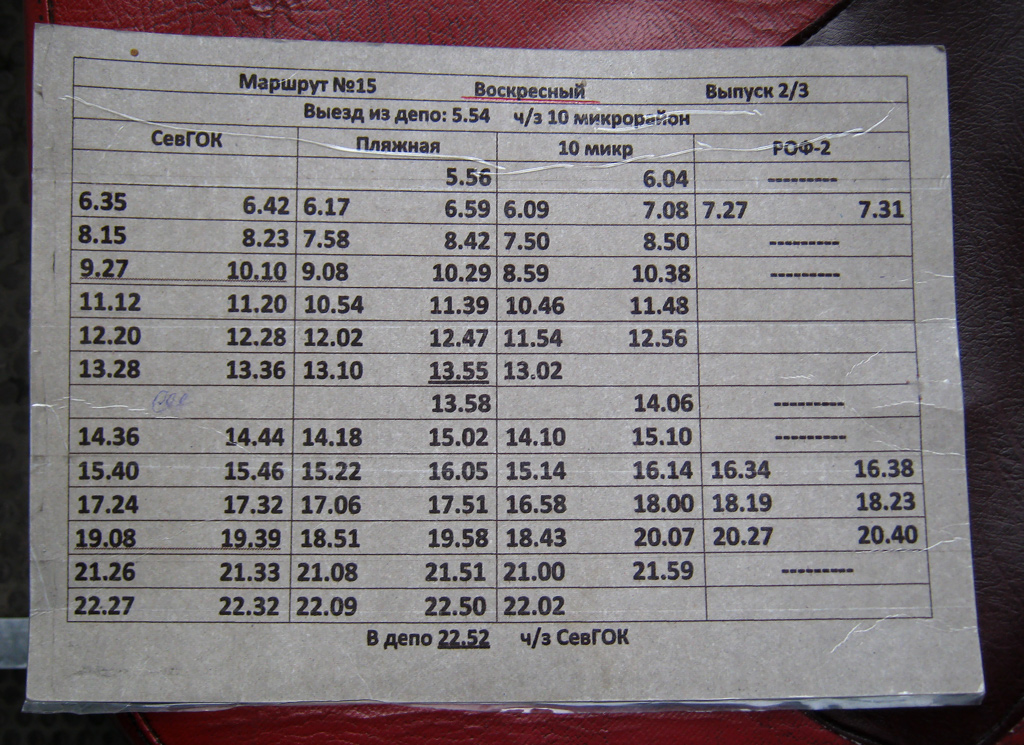 Маршрут №15 Воскресный Выпуск 2/3
Выезд из депо: 5.54 ч/з 10 микрорайон
СевГОК Пляжная 10 микр РОФ-2
5.56 6.04 ---------
6.35 6.42 6.17 6.59 6.09 7.08 7.27 7.31
8.15 8.23 7.58 8.42 7.50 8.50 ---------
9.27 10.10 9.08 10.29 8.59 10.38 ---------
11.12 11.20 10.54 11.39 10.46 11.48
12.20 12.28 12.02 12.47 11.54 12.56
13.28 13.36 13.10 13.55 13.02
13.58 14.06 ---------
14.36 14.44 14.18 15.02 14.10 15.10 ---------
15.40 15.46 15.22 16.05 15.14 16.14 16.34 16.38
17.24 17.32 17.06 17.51 16.58 18.00 18.19 18.23
19.08 19.39 18.51 19.58 18.43 20.07 20.27 20.40
21.26 21.33 21.08 21.51 21.00 21.59 ---------
22.27 22.32 22.09 22.50 22.02
В депо 22.52 ч/з СевГОК